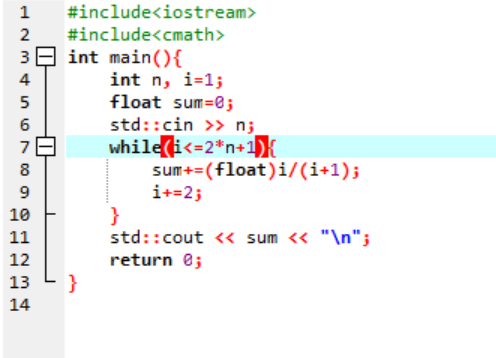 1 #include<iostream>
2 #include<cmath>
3 int main(){
4 int n, i=1;
5 float sum=0;
6 std::cin >> n;
7 while(i<=2*n+1){
8 sum+=(float)i/(i+1);
9 i+=2;
10 }
11 std::cout << sum << "\n";
12 return 0;
13 }
14